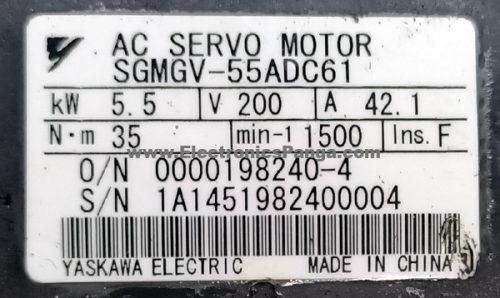 AC SERVO MOTOR
SGMGV-55ADC61
kW 5.5 V 200 A 42.1
N·m 35 min-1 1500 Ins. F
www.ElectronicsPanga.com
O/N 0000198240-4
S/N 1A1451982400004
YASKAWA ELECTRIC MADE IN CHINA